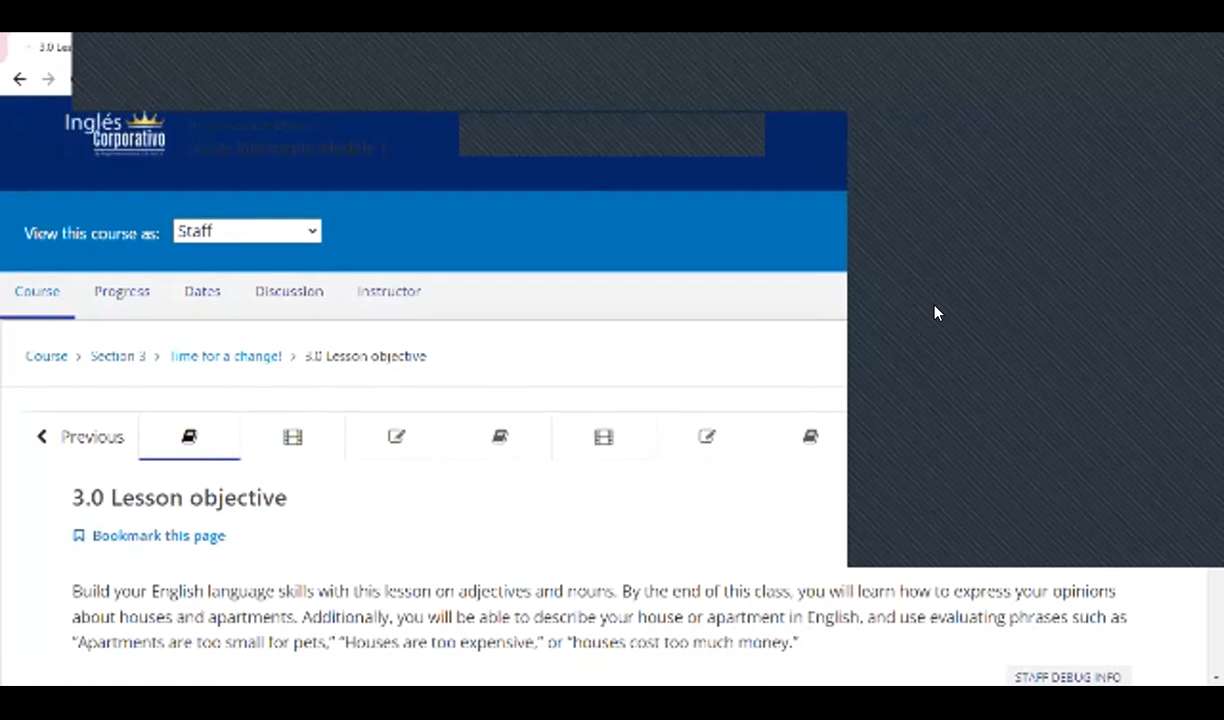 3.0 Les
Inglés
Corporativo
View this course as: Staff
Course Progress Dates Discussion Instructor
Course > Section 3 > Time for a change! > 3.0 Lesson objective
Previous
3.0 Lesson objective
Bookmark this page
Build your English language skills with this lesson on adjectives and nouns. By the end of this class, you will learn how to express your opinions
about houses and apartments. Additionally, you will be able to describe your house or apartment in English, and use evaluating phrases such as
“Apartments are too small for pets,” “Houses are too expensive,” or “houses cost too much money.”
STAFF DEBUG INFO